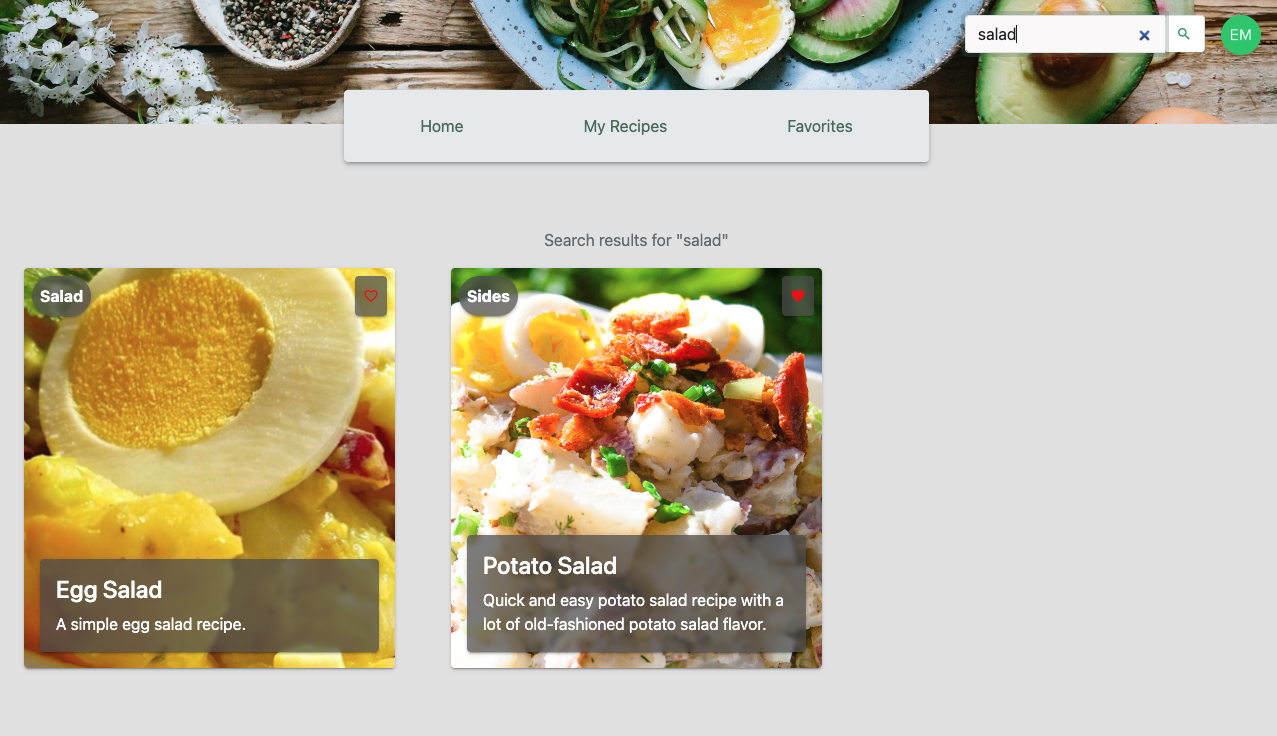 salad
EM
Home
My Recipes
Favorites
Search results for "salad"
Salad
Egg Salad
A simple egg salad recipe.
Sides
Potato Salad
Quick and easy potato salad recipe with a
lot of old-fashioned potato salad flavor.